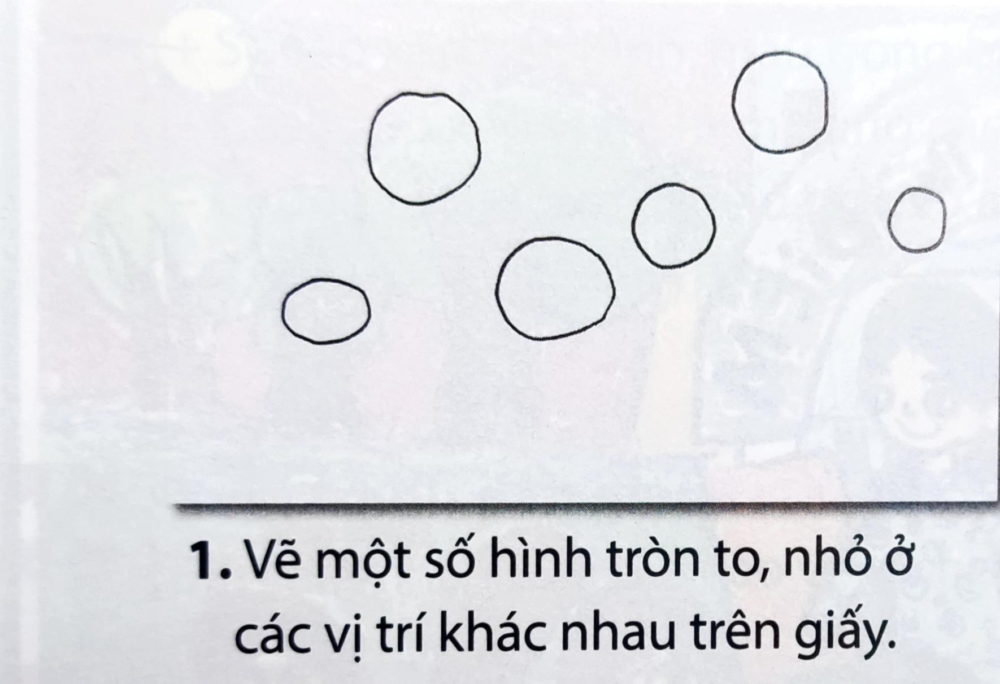 1. Vẽ một số hình tròn to, nhỏ ở
các vị trí khác nhau trên giấy.